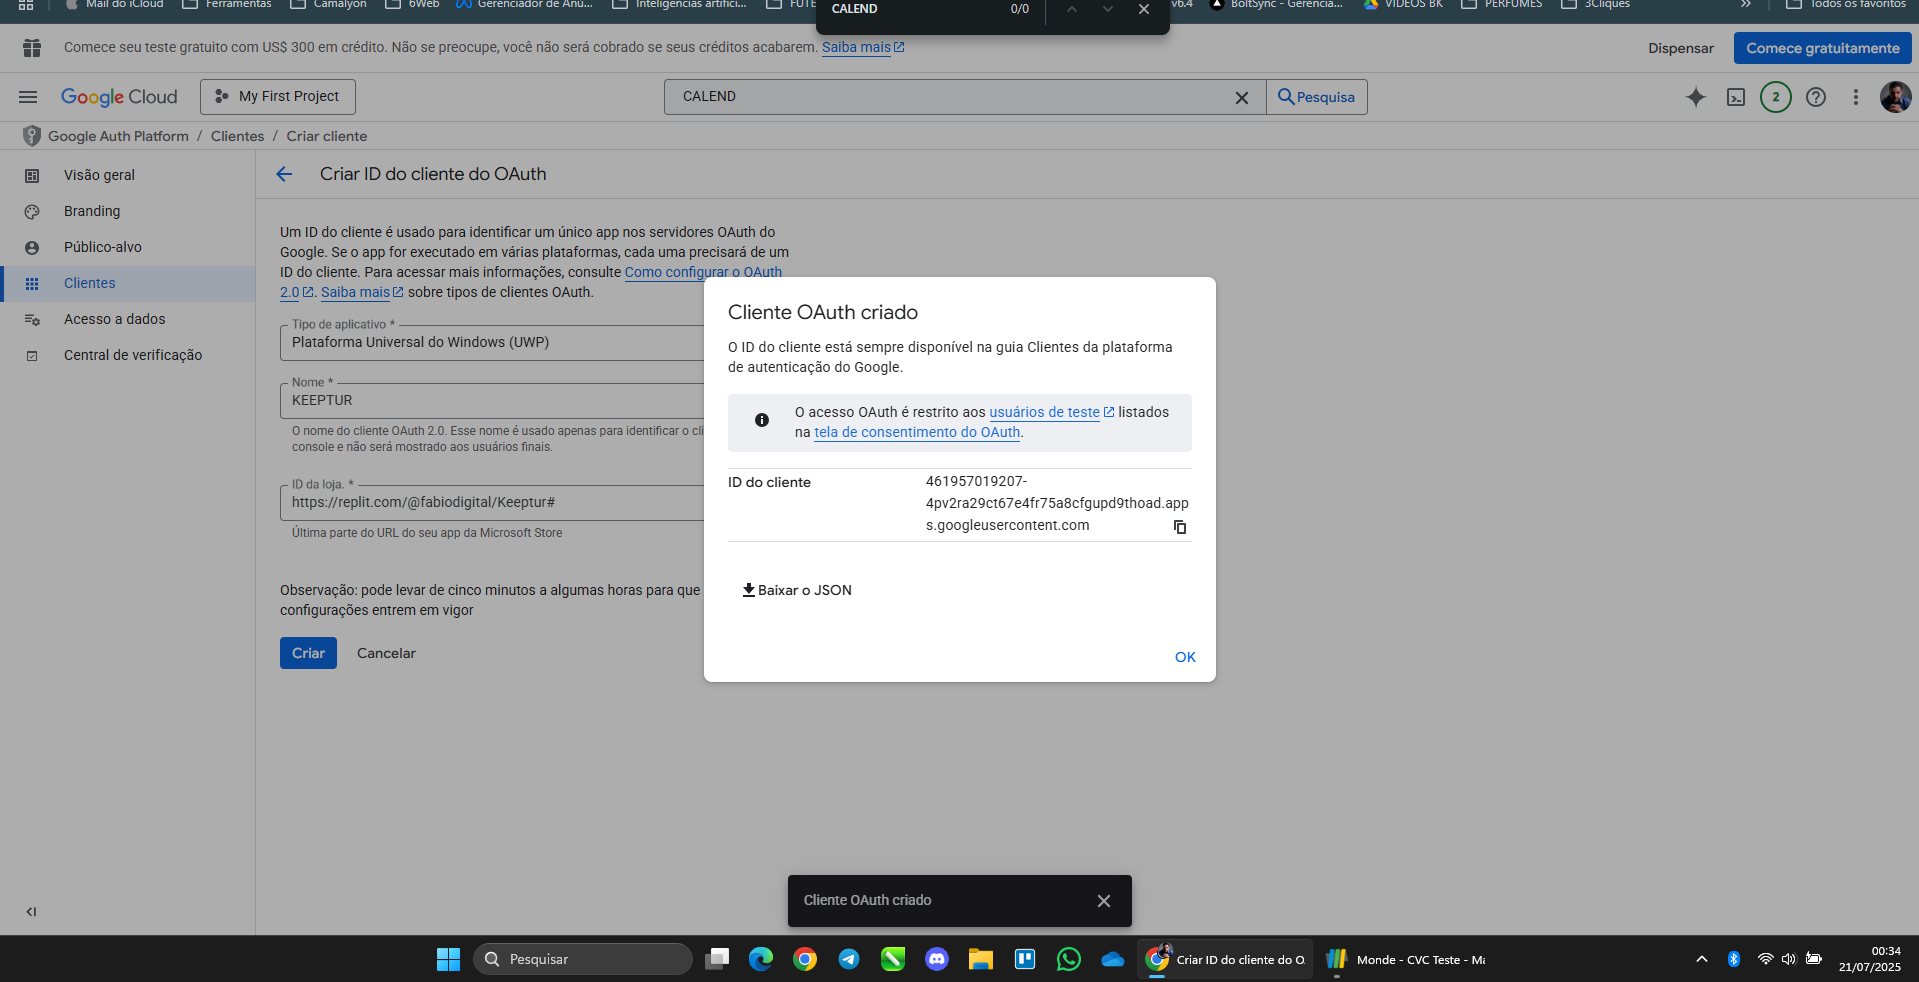 Mail do iCloud
Ferramentas
Camalyon
6Web
Gerenciador de Anú...
Inteligências artifici...
CALEND
0/0
v6.4
BoltSync - Gerencia...
VIDEOS BK
PERFUMES
3Cliques
Todos os favoritos
Comece seu teste gratuito com US$ 300 em crédito. Não se preocupe, você não será cobrado se seus créditos acabarem. Saiba mais
Dispensar
Comece gratuitamente
Google Cloud
My First Project
CALEND
Pesquisa
2
Google Auth Platform / Clientes / Criar cliente
Visão geral
Branding
Público-alvo
Clientes
Acesso a dados
Central de verificação
Criar ID do cliente do OAuth
Um ID do cliente é usado para identificar um único app nos servidores OAuth do
Google. Se o app for executado em várias plataformas, cada uma precisará de um
ID do cliente. Para acessar mais informações, consulte Como configurar o OAuth
2.0. Saiba mais sobre tipos de clientes OAuth.
Tipo de aplicativo *
Plataforma Universal do Windows (UWP)
Nome *
KEEPTUR
O nome do cliente OAuth 2.0. Esse nome é usado apenas para identificar o cli
console e não será mostrado aos usuários finais.
ID da loja. *
https://replit.com/@fabiodigital/Keeptur#
Última parte do URL do seu app da Microsoft Store
Observação: pode levar de cinco minutos a algumas horas para que
configurações entrem em vigor
Criar
Cancelar
Cliente OAuth criado
O ID do cliente está sempre disponível na guia Clientes da plataforma
de autenticação do Google.
O acesso OAuth é restrito aos usuários de teste listados
na tela de consentimento do OAuth.
ID do cliente
461957019207-
4pv2ra29ct67e4fr75a8cfgupd9thoad.app
s.googleusercontent.com
Baixar o JSON
OK
Cliente OAuth criado
Pesquisar
Criar ID do cliente do O
Monde - CVC Teste - Ma
00:34
21/07/2025